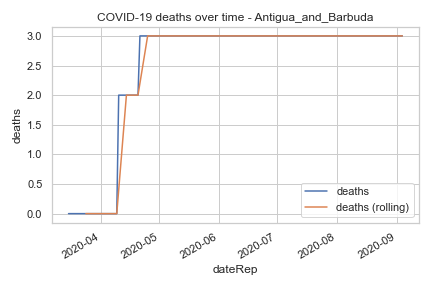 COVID-19 deaths over time - Antigua_and_Barbuda
deaths
3.0
2.5
2.0
1.5
1.0
0.5
0.0
deaths
deaths (rolling)
2020-04
2020-05
2020-06
2020-07
2020-08
2020-09
dateRep